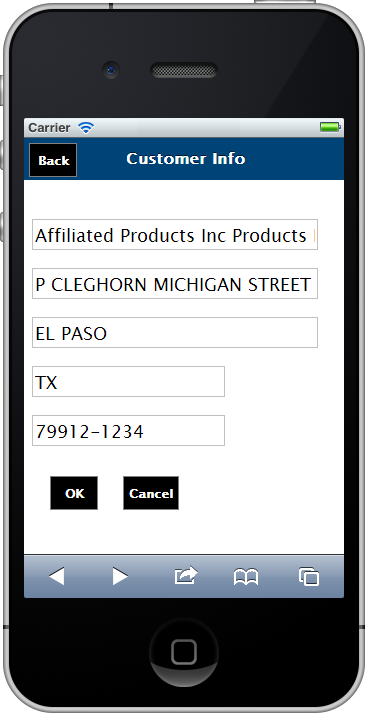 Carrier
Back
Customer Info
Affiliated Products Inc Products
P CLEGHORN MICHIGAN STREET
EL PASO
TX
79912-1234
OK
Cancel